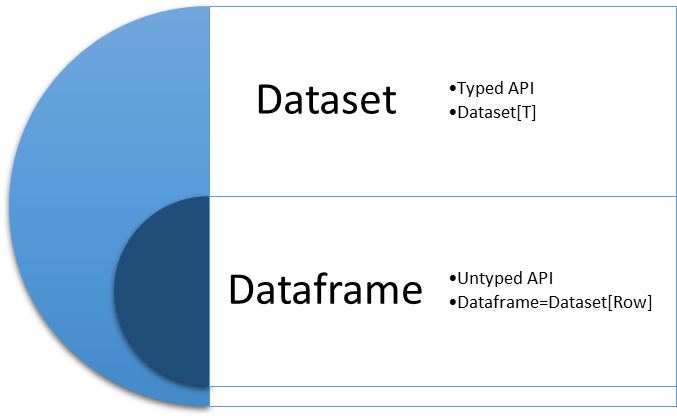 Dataset
•Typed API
•Dataset[T]
Dataframe
•Untyped API
•Dataframe=Dataset[Row]